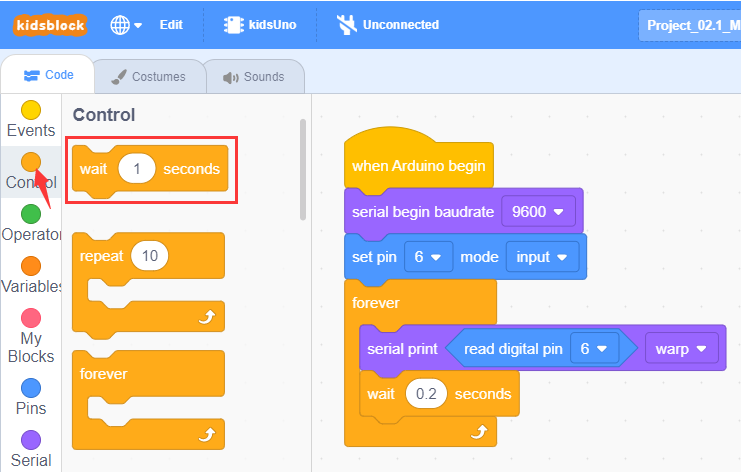 kidsblock
Edit
kidsUno
Unconnected
Project_02.1_M
Code
Costumes
Sounds
Events
Control
Operator
Variables
My
Blocks
Pins
Serial
Control
wait 1 seconds
repeat 10
forever
when Arduino begin
serial begin baudrate 9600
set pin 6 mode input
forever
serial print read digital pin 6 warp
wait 0.2 seconds